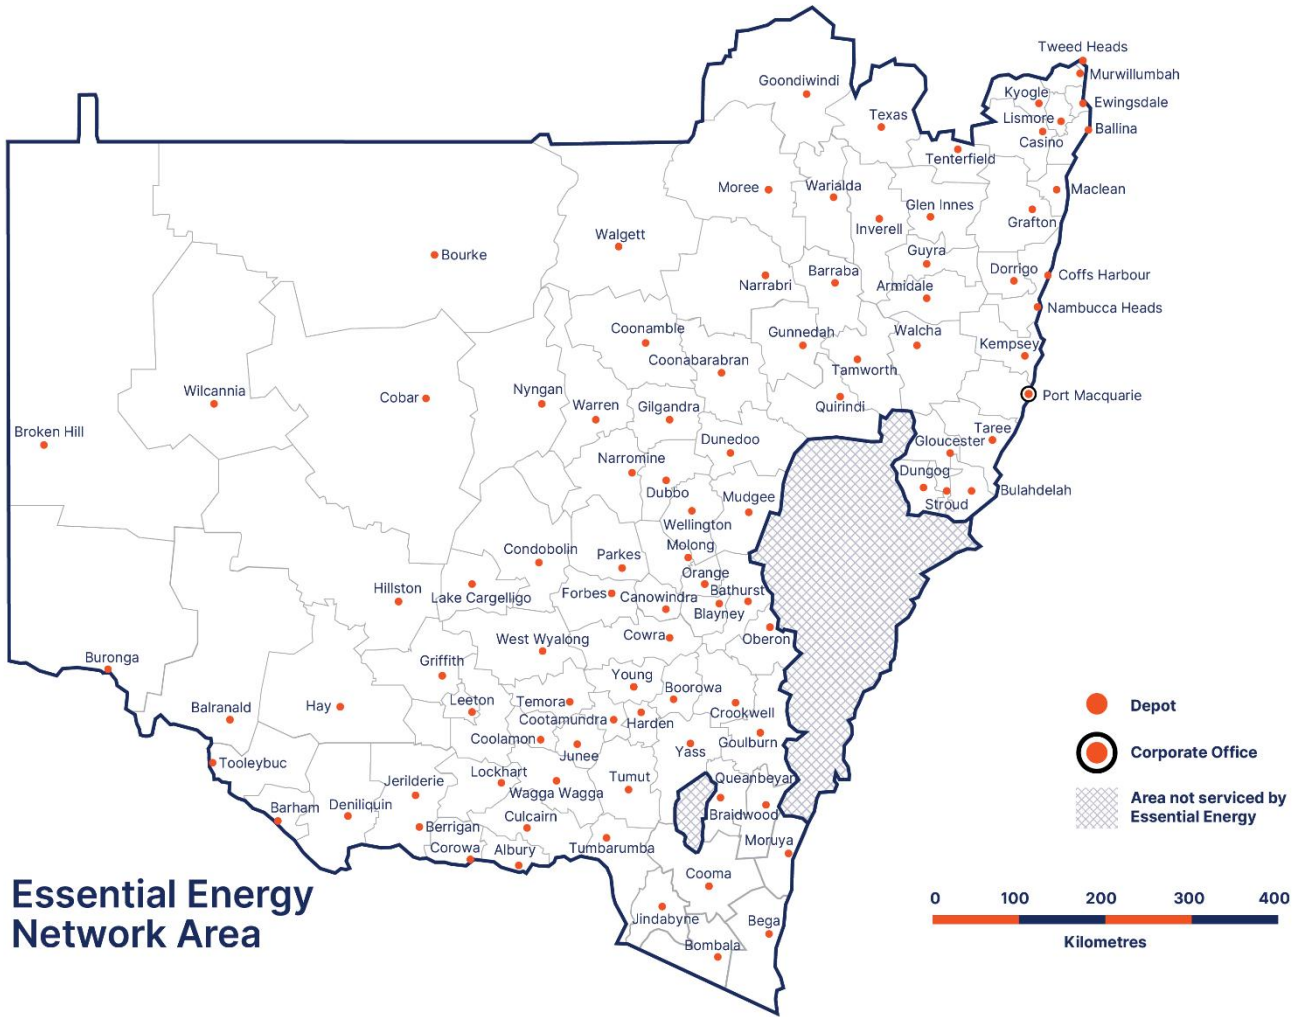 Tweed Heads
Murwillumbah
Goondiwindi
Kyogle
Ewingsdale
Texas
Lismore
Ballina
Casino
Tenterfield
Moree
Warialda
Maclean
Glen Innes
Grafton
Inverell
Walgett
Bourke
Guyra
Barraba
Dorrigo
Coffs Harbour
Narrabri
Armidale
Nambucca Heads
Coonamble
Gunnedah
Walcha
Kempsey
Coonabarabran
Tamworth
Wilcannia
Cobar
Nyngan
Port Macquarie
Warren
Gilgandra
Quirindi
Broken Hill
Taree
Dunedoo
Gloucester
Narromine
Dungog
Dubbo
Mudgee
Bulahdelah
Stroud
Wellington
Molong
Condobolin
Parkes
Orange
Hillston
Lake Cargelligo
Forbes
Canowindra
Bathurst
Blayney
West Wyalong
Cowra
Oberon
Buronga
Griffith
Young
Boorowa
Balranald
Hay
Leeton
Temora
Crookwell
Cootamundra
Harden
Coolamon
Goulburn
Junee
Yass
Tooleybuc
Lockhart
Tumut
Queanbeyan
Jerilderie
Wagga Wagga
Barham
Deniliquin
Culcairn
Braidwood
Berrigan
Moruya
Corowa
Albury
Tumbarumba
Cooma
Jindabyne
Bega
Bombala
Depot
Corporate Office
Area not serviced by
Essential Energy
0 100 200 300 400
Kilometres
Essential Energy
Network Area